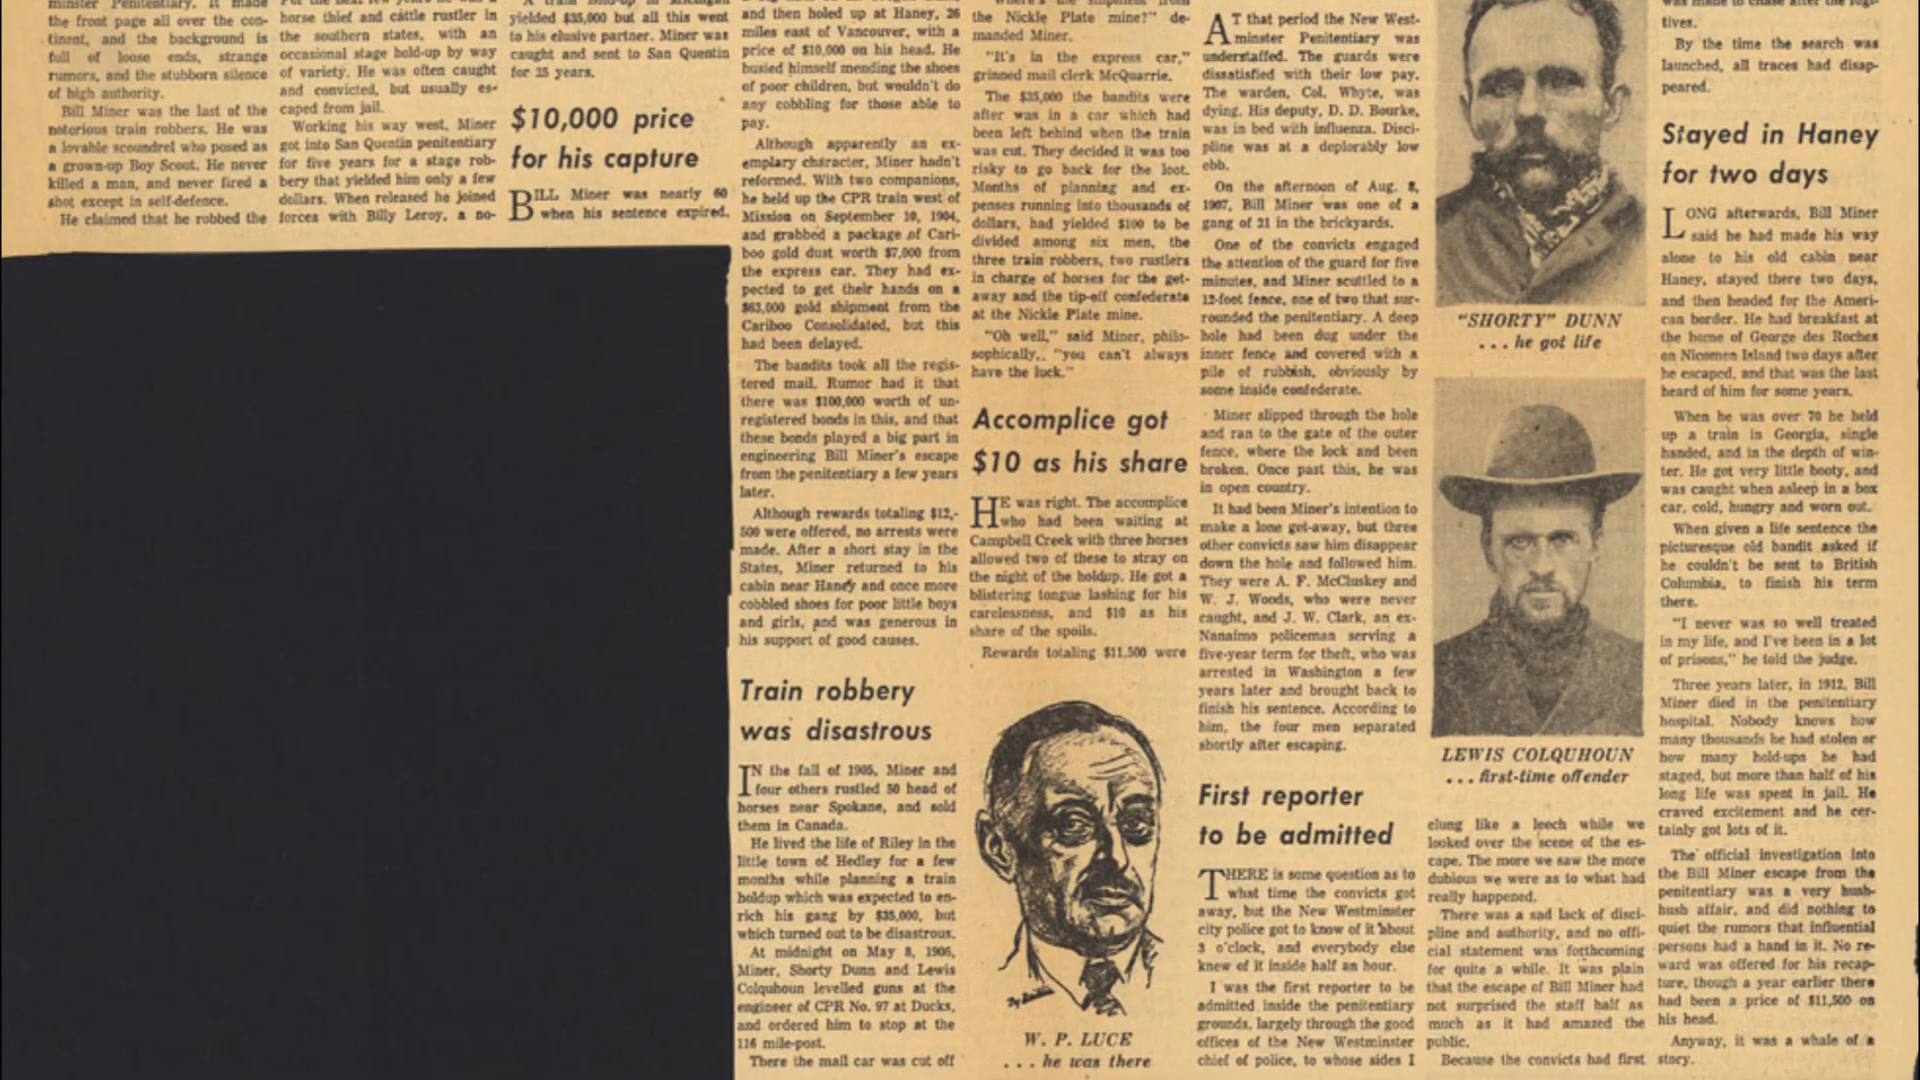 minster Penitentiary. It made
the front page all over the con-
tinent, and the background is
full of loose ends, strange
rumors, and the stubborn silence
of high authority.
Bill Miner was the last of the
notorious train robbers. He was
a lovable scoundrel who posed as
a grown-up Boy Scout. He never
killed a man, and never fired a
shot except in self-defence.
He claimed that he robbed the
horse thief and cattle rustler in
the southern states, with an
occasional stage hold-up by way
of variety. He was often caught
and convicted, but usually es-
caped from jail.
Working his way west, Miner
got into San Quentin penitentiary
for five years for a stage rob-
bery that yielded him only a few
dollars. When released he joined
forces with Billy Leroy, a no-
yielded $35,000 but all this went
to his elusive partner. Miner was
caught and sent to San Quentin
for 25 years.
$10,000 price
for his capture
BILL Miner was nearly 60
when his sentence expired.
and then holed up at Haney, 26
miles east of Vancouver, with a
price of $10,000 on his head. He
busied himself mending the shoes
of poor children, but wouldn't do
any cobbling for those able to
pay.
Although apparently an ex-
emplary character, Miner hadn't
reformed. With two companions,
he held up the CPR train west of
Mission on September 10, 1904,
and grabbed a package of Cari-
boo gold dust worth $7,000 from
the express car. They had ex-
pected to get their hands on a
$63,000 gold shipment from the
Cariboo Consolidated, but this
had been delayed.
The bandits took all the regis-
tered mail. Rumor had it that
there was $100,000 worth of un-
registered bonds in this, and that
these bonds played a big part in
engineering Bill Miner's escape
from the penitentiary a few years
later.
Although rewards totaling $12,-
500 were offered, no arrests were
made. After a short stay in the
States, Miner returned to his
cabin near Haney and once more
cobbled shoes for poor little boys
and girls, and was generous in
his support of good causes.
Train robbery
was disastrous
IN the fall of 1905, Miner and
four others rustled 50 head of
horses near Spokane, and sold
them in Canada.
He lived the life of Riley in the
little town of Hedley for a few
months while planning a train
holdup which was expected to en-
rich his gang by $35,000, but
which turned out to be disastrous.
At midnight on May 8, 1906,
Miner, Shorty Dunn and Lewis
Colquhoun levelled guns at the
engineer of CPR No. 97 at Ducks,
and ordered him to stop at the
116 mile-post.
There the mail car was cut off
the Nickle Plate mine?" de-
manded Miner.
"It's in the express car,"
grinned mail clerk McQuarrie.
The $35,000 the bandits were
after was in a car which had
been left behind when the train
was cut. They decided it was too
risky to go back for the loot.
Months of planning and ex-
penses running into thousands of
dollars, had yielded $100 to be
divided among six men, the
three train robbers, two rustlers
in charge of horses for the get-
away and the tip-off confederate
at the Nickle Plate mine.
"Oh well," said Miner, philo-
sophically,. "you can't always
have the luck."
Accomplice got
$10 as his share
HE was right. The accomplice
who had been waiting at
Campbell Creek with three horses
allowed two of these to stray on
the night of the holdup. He got a
blistering tongue lashing for his
carelessness, and $10 as his
share of the spoils.
Rewards totaling $11,500 were
W. P. LUCE
. . . he was there
AT that period the New West-
minster Penitentiary was
understaffed. The guards were
dissatisfied with their low pay.
The warden, Col. Whyte, was
dying. His deputy, D. D. Bourke,
was in bed with influenza. Disci-
pline was at a deplorably low
ebb.
On the afternoon of Aug. 8,
1907, Bill Miner was one of a
gang of 21 in the brickyards.
One of the convicts engaged
the attention of the guard for five
minutes, and Miner scuttled to a
12-foot fence, one of two that sur-
rounded the penitentiary. A deep
hole had been dug under the
inner fence and covered with a
pile of rubbish, obviously by
some inside confederate.
Miner slipped through the hole
and ran to the gate of the outer
fence, where the lock and been
broken. Once past this, he was
in open country.
It had been Miner's intention to
make a lone get-away, but three
other convicts saw him disappear
down the hole and followed him.
They were A. F. McCluskey and
W. J. Woods, who were never
caught, and J. W. Clark, an ex-
Nanaimo policeman serving a
five-year term for theft, who was
arrested in Washington a few
years later and brought back to
finish his sentence. According to
him, the four men separated
shortly after escaping.
First reporter
to be admitted
THERE is some question as to
what time the convicts got
away, but the New Westminster
city police got to know of it about
3 o'clock, and everybody else
knew of it inside half an hour.
I was the first reporter to be
admitted inside the penitentiary
grounds, largely through the good
offices of the New Westminster
chief of police, to whose sides I
"SHORTY" DUNN
. . . he got life
LEWIS COLQUHOUN
. . . first-time offender
clung like a leech while we
looked over the scene of the es-
cape. The more we saw the more
dubious we were as to what had
really happened.
There was a sad lack of disci-
pline and authority, and no offi-
cial statement was forthcoming
for quite a while. It was plain
that the escape of Bill Miner had
not surprised the staff half as
much as it had amazed the
public.
Because the convicts had first
tives.
By the time the search was
launched, all traces had disap-
peared.
Stayed in Haney
for two days
LONG afterwards, Bill Miner
said he had made his way
alone to his old cabin near
Haney, stayed there two days,
and then headed for the Ameri-
can border. He had breakfast at
the home of George des Roches
on Nicomen Island two days after
he escaped, and that was the last
heard of him for some years.
When he was over 70 he held
up a train in Georgia, single
handed, and in the depth of win-
ter. He got very little booty, and
was caught when asleep in a box
car, cold, hungry and worn out.
When given a life sentence the
picturesque old bandit asked if
he couldn't be sent to British
Columbia, to finish his term
there.
"I never was so well treated
in my life, and I've been in a lot
of prisons," he told the judge.
Three years later, in 1912, Bill
Miner died in the penitentiary
hospital. Nobody knows how
many thousands he had stolen or
how many hold-ups he had
staged, but more than half of his
long life was spent in jail. He
craved excitement and he cer-
tainly got lots of it.
The official investigation into
the Bill Miner escape from the
penitentiary was a very hush-
hush affair, and did nothing to
quiet the rumors that influential
persons had a hand in it. No re-
ward was offered for his recap-
ture, though a year earlier there
had been a price of $11,500 on
his head.
Anyway, it was a whale of a
story.